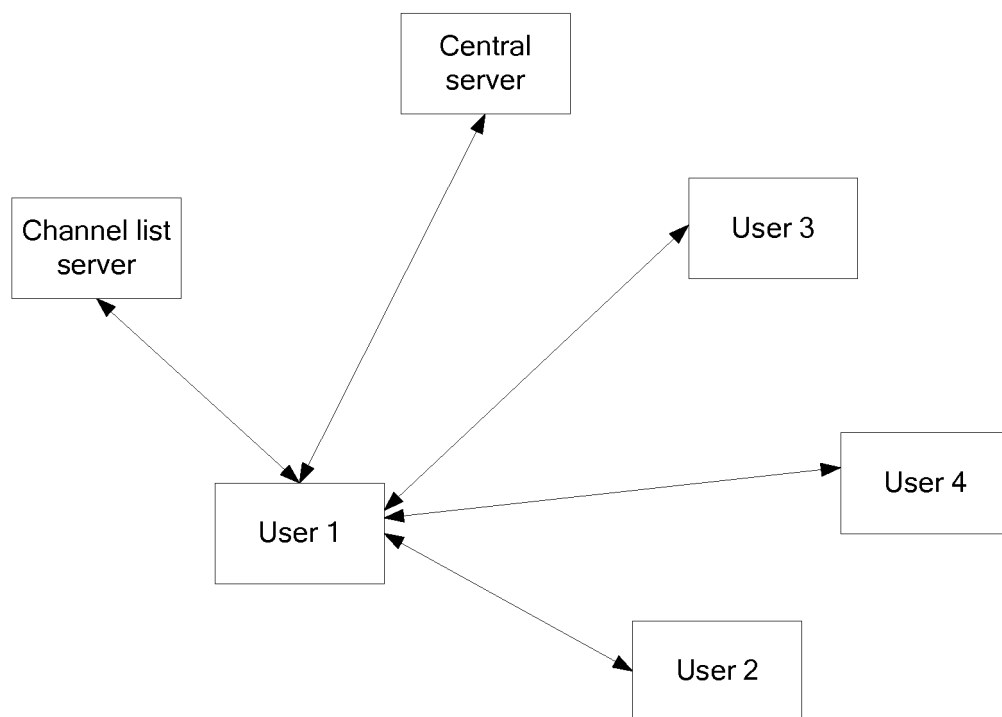 Central
server
Channel list
server
User 3
User 4
User 1
User 2